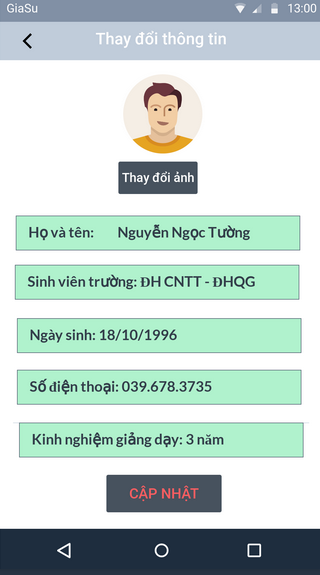 GiaSu 13:00
Thay đổi thông tin
Thay đổi ảnh
Họ và tên: Nguyễn Ngọc Tường
Sinh viên trường: ĐH CNTT - ĐHQG
Ngày sinh: 18/10/1996
Số điện thoại: 039.678.3735
Kinh nghiệm giảng dạy: 3 năm
CẬP NHẬT